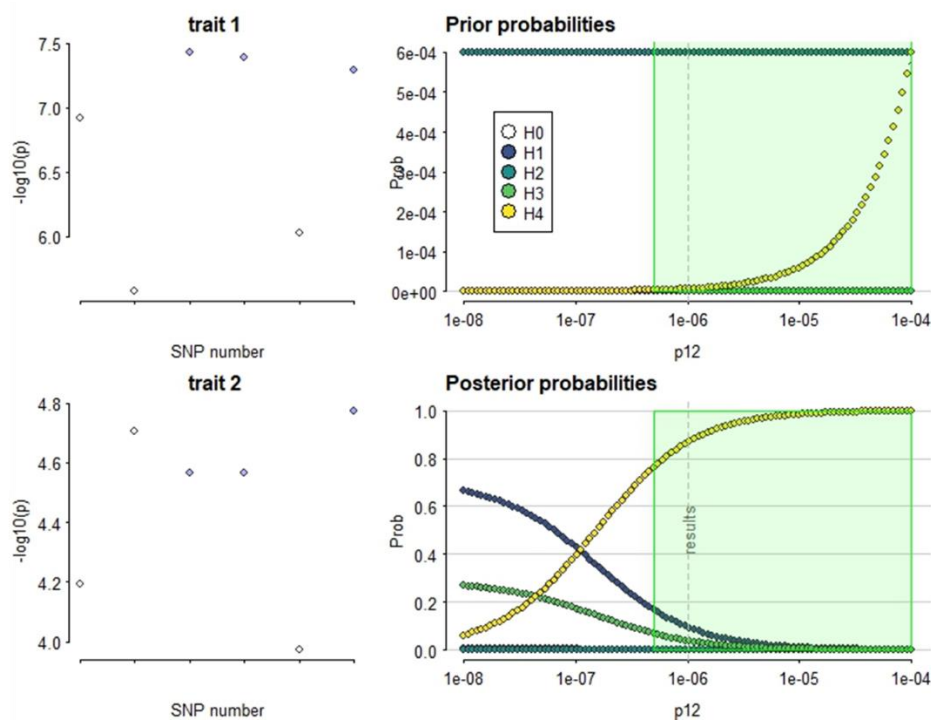 trait 1
7.5
7.0
6.5
6.0
-log10(p)
SNP number
Prior probabilities
6e-04
5e-04
4e-04
3e-04
2e-04
1e-04
0e+00
Prob
H0
H1
H2
H3
H4
1e-08 1e-07 1e-06 1e-05 1e-04
p12
trait 2
4.8
4.6
4.4
4.2
4.0
-log10(p)
SNP number
Posterior probabilities
1.0
0.8
0.6
0.4
0.2
0.0
Prob
results
1e-08 1e-07 1e-06 1e-05 1e-04
p12